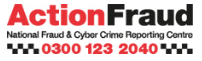 ActionFraud
National Fraud & Cyber Crime Reporting Centre
0300 123 2040